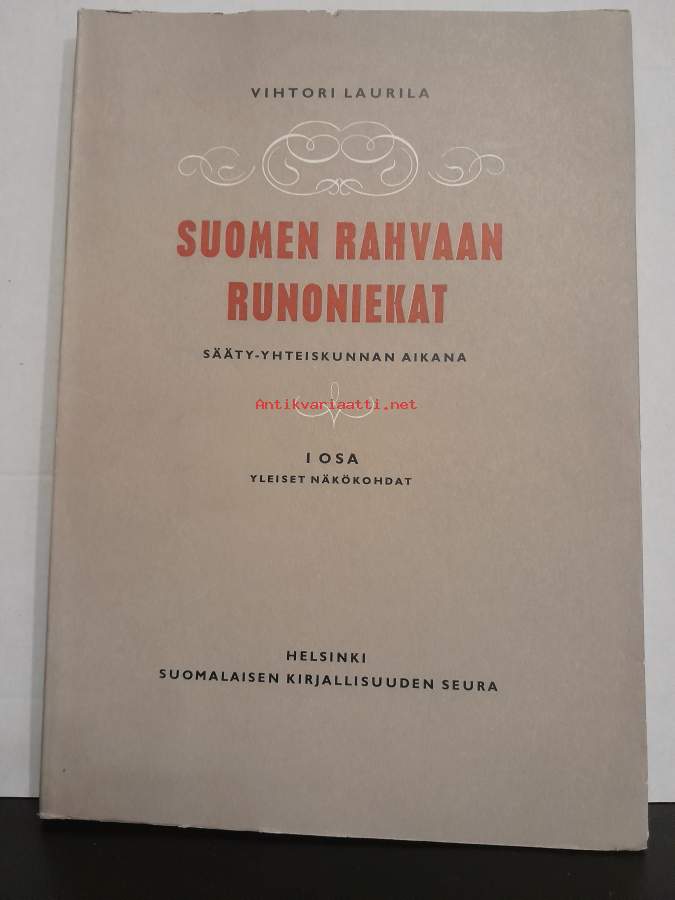 VIHTORI LAURILA
SUOMEN RAHVAAN
RUNONIEKAT
SÄÄTY-YHTEISKUNNAN AIKANA
Antikvariaatti.net
I OSA
YLEISET NÄKÖKOHDAT
HELSINKI
SUOMALAISEN KIRJALLISUUDEN SEURA